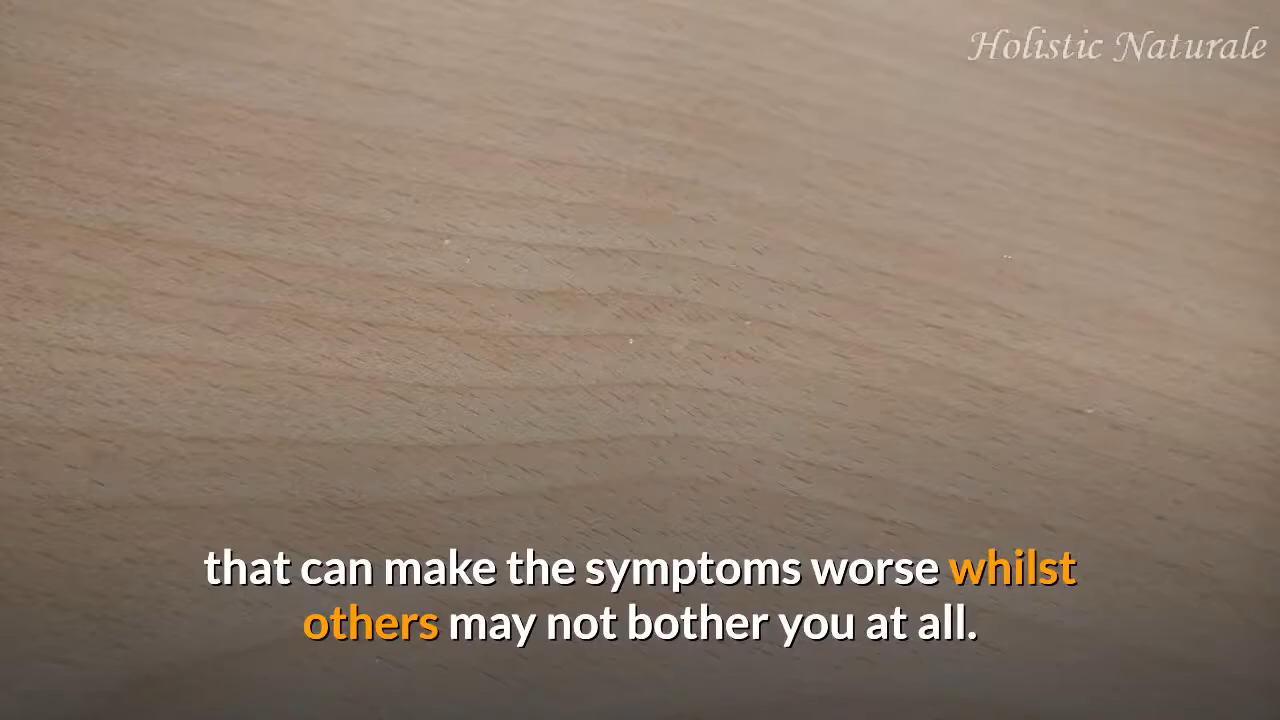 Holistic Naturale
that can make the symptoms worse whilst
others may not bother you at all.